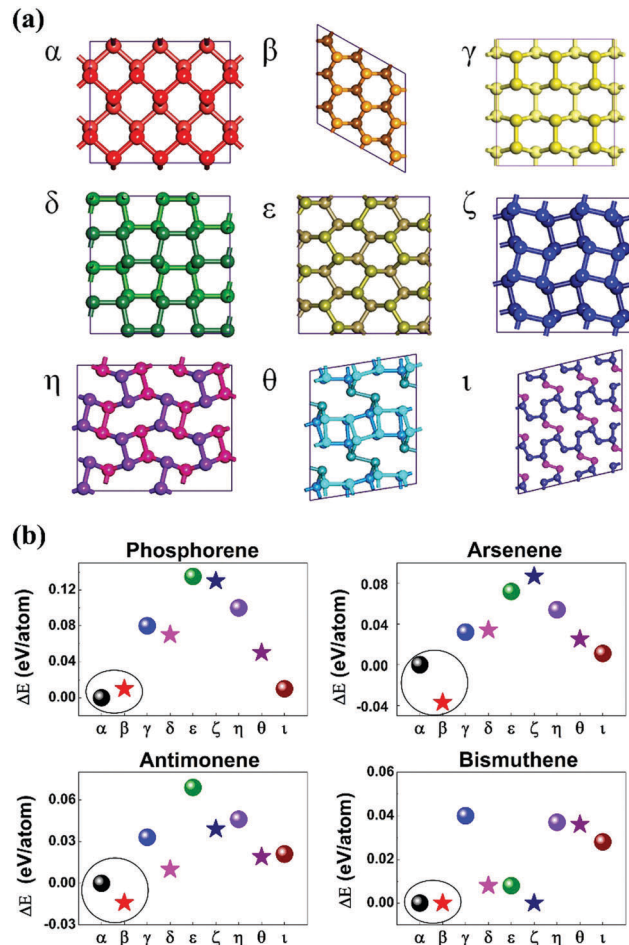 (a)
α β γ
δ ε ζ
η θ ι
(b)
Phosphorene
ΔE (eV/atom)
0.12
0.08
0.04
0.00
α β γ δ ε ζ η θ ι
Arsenene
ΔE (eV/atom)
0.08
0.04
0.00
-0.04
α β γ δ ε ζ η θ ι
Antimonene
ΔE (eV/atom)
0.06
0.03
0.00
-0.03
α β γ δ ε ζ η θ ι
Bismuthene
ΔE (eV/atom)
0.06
0.04
0.02
0.00
α β γ δ ε ζ η θ ι